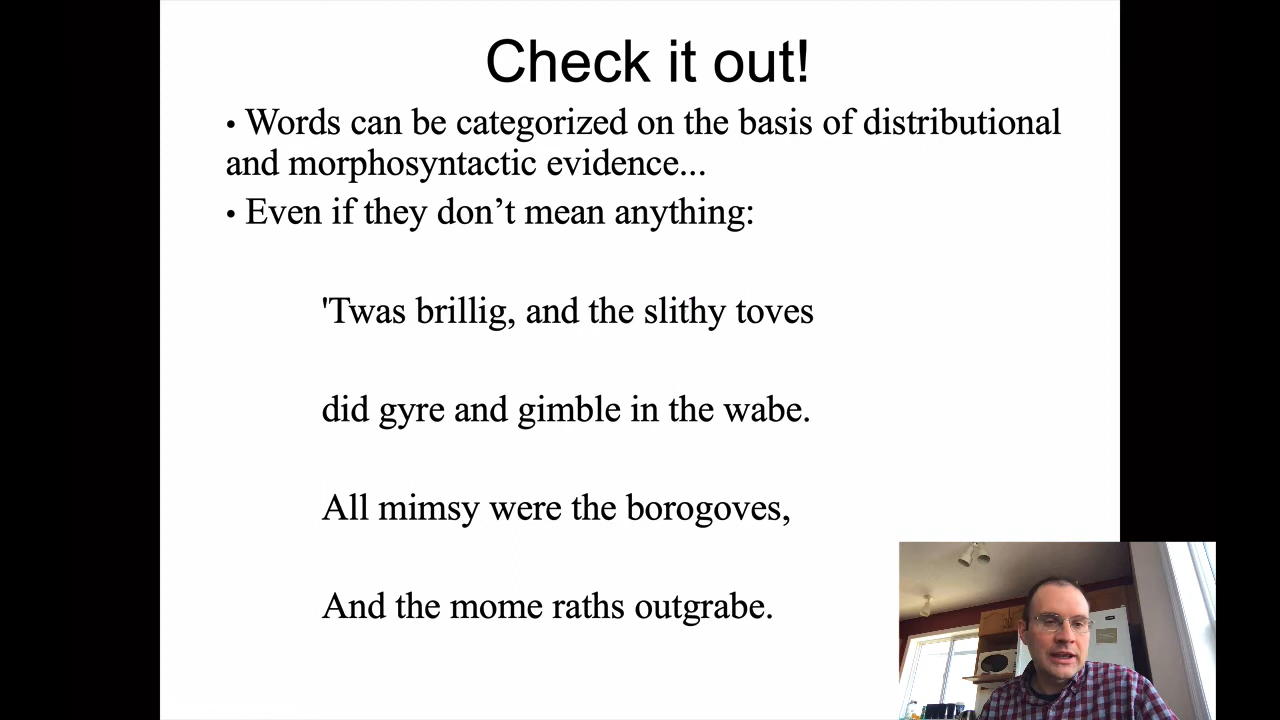 Check it out!
• Words can be categorized on the basis of distributional
and morphosyntactic evidence...
• Even if they don’t mean anything:
'Twas brillig, and the slithy toves
did gyre and gimble in the wabe.
All mimsy were the borogoves,
And the mome raths outgrabe.